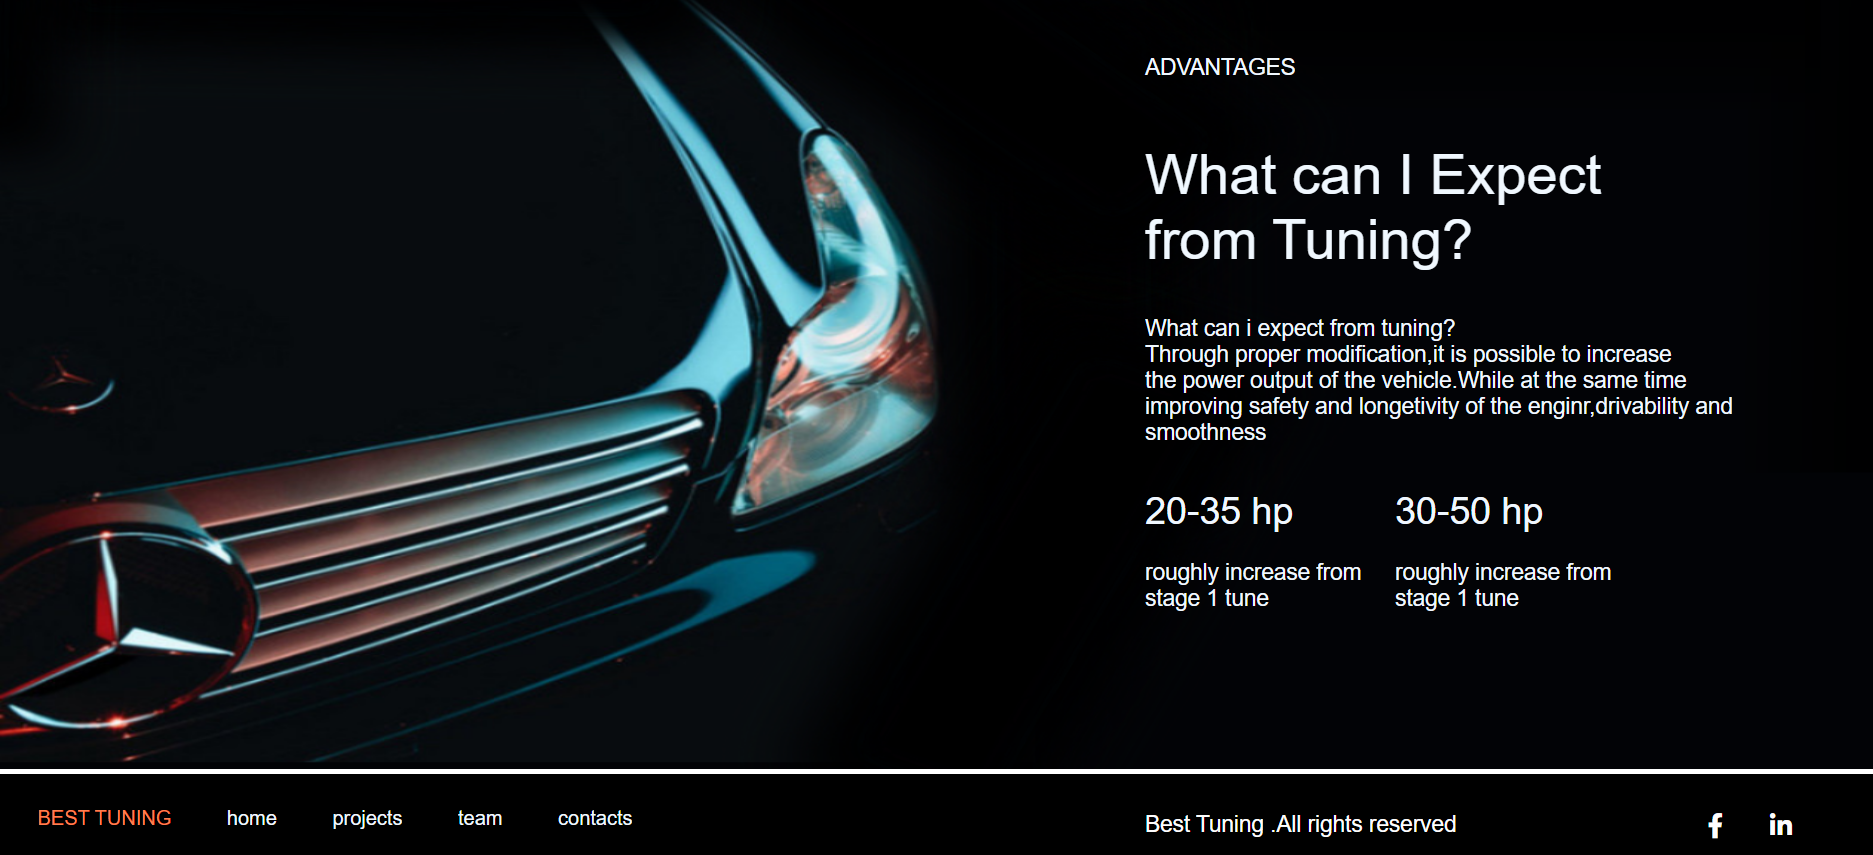 ADVANTAGES
What can I Expect
from Tuning?
What can i expect from tuning?
Through proper modification,it is possible to increase
the power output of the vehicle.While at the same time
improving safety and longetivity of the enginr,drivability and
smoothness
20-35 hp
30-50 hp
roughly increase from
stage 1 tune
roughly increase from
stage 1 tune
BEST TUNING home projects team contacts
Best Tuning .All rights reserved